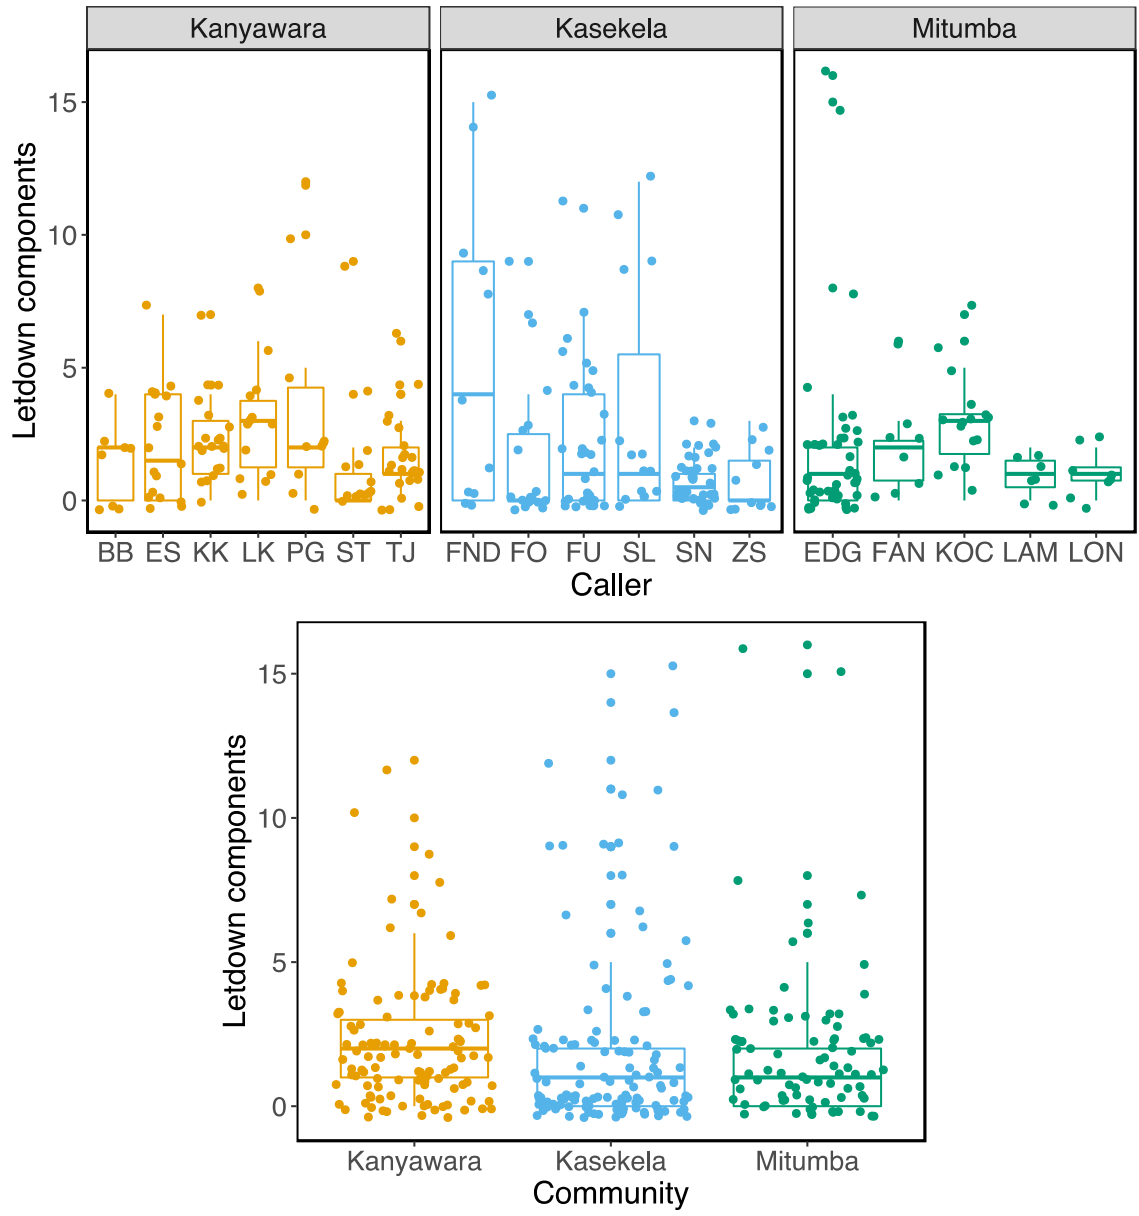 Kanyawara Kasekela Mitumba
Letdown components
15
10
5
0
BB ES KK LK PG ST TJ FND FO FU SL SN ZS EDG FAN KOC LAM LON
Caller
Letdown components
15
10
5
0
Kanyawara Kasekela Mitumba
Community